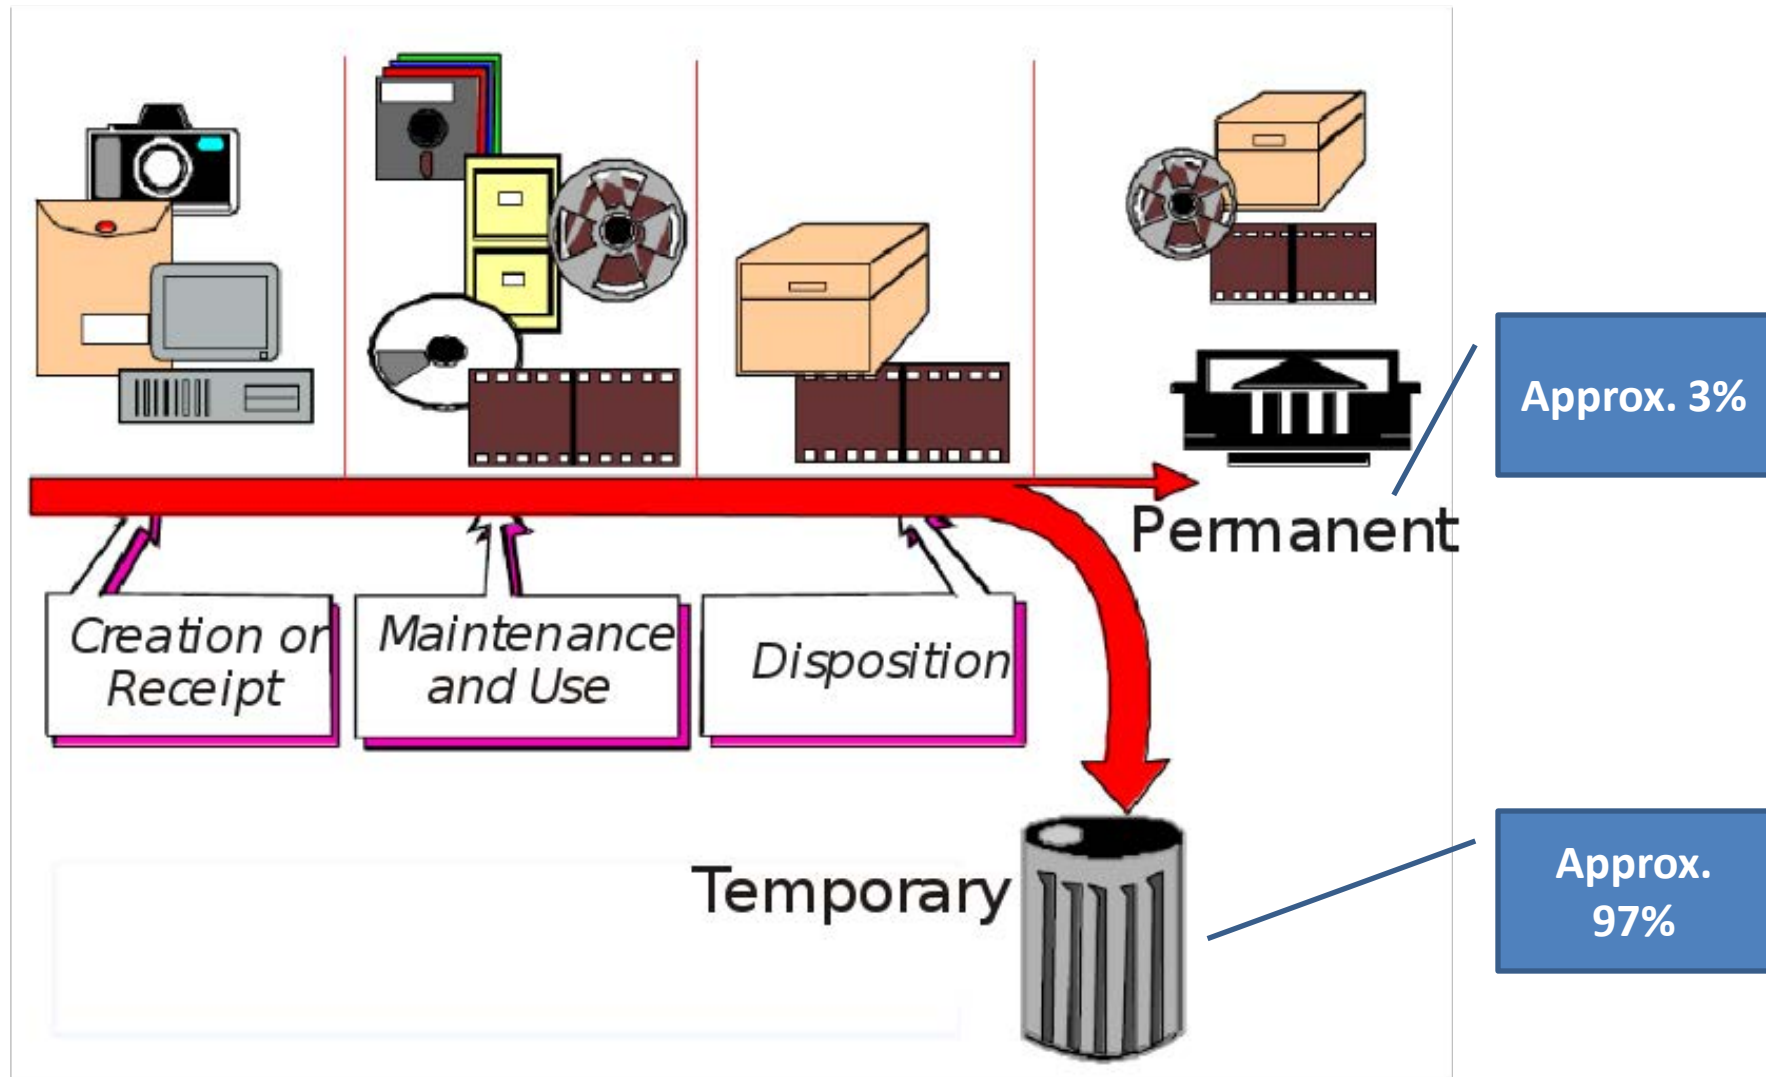 Approx. 3%
Permanent
Creation or
Receipt
Maintenance
and Use
Disposition
Temporary
Approx.
97%